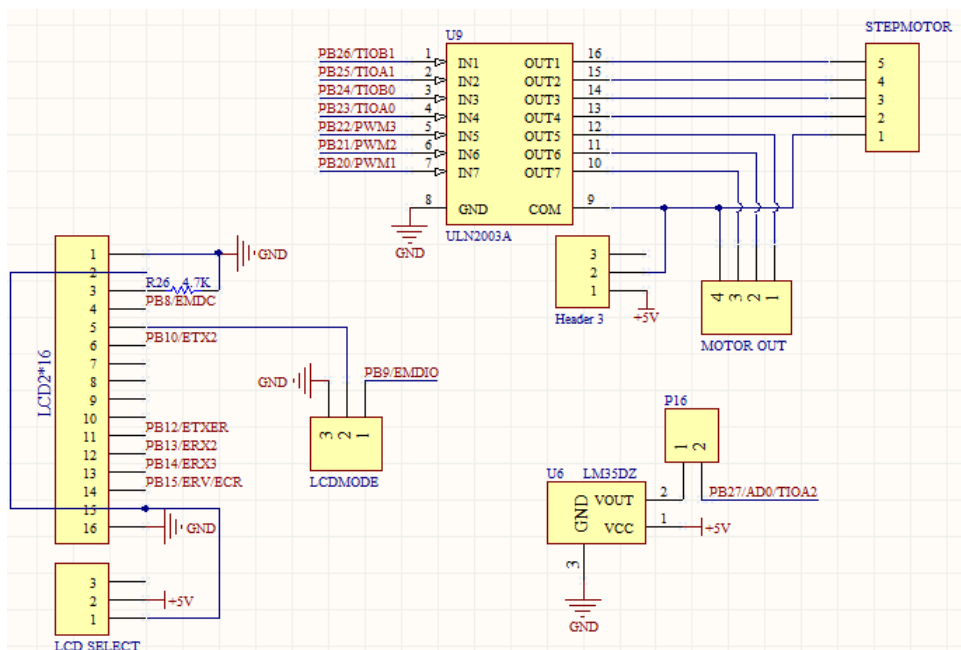 STEPMOTOR
U9
PB26/TIOB1 1 IN1 OUT1 16 5
PB25/TIOA1 2 IN2 OUT2 15 4
PB24/TIOB0 3 IN3 OUT3 14 3
PB23/TIOA0 4 IN4 OUT4 13 2
PB22/PWM3 5 IN5 OUT5 12 1
PB21/PWM2 6 IN6 OUT6 11
PB20/PWM1 7 IN7 OUT7 10
8 GND COM 9
GND
ULN2003A
3
2
1
+5V
Header 3
4 3 2 1
MOTOR OUT
LCD2*16
1 GND
2
R26 4.7K
3
PB8/EMDC
4
5
PB10/ETX2
6
7
8
9
10
PB12/ETXER
11
PB13/ERX2
12
PB14/ERX3
13
PB15/ERV/ECR
14
15
16 GND
GND
PB9/EMDIO
3 2 1
LCDMODE
P16
1 2
U6 LM35DZ
VOUT 2
PB27/AD0/TIOA2
GND
VCC 1 +5V
3
GND
3
2 +5V
1
LCD SELECT